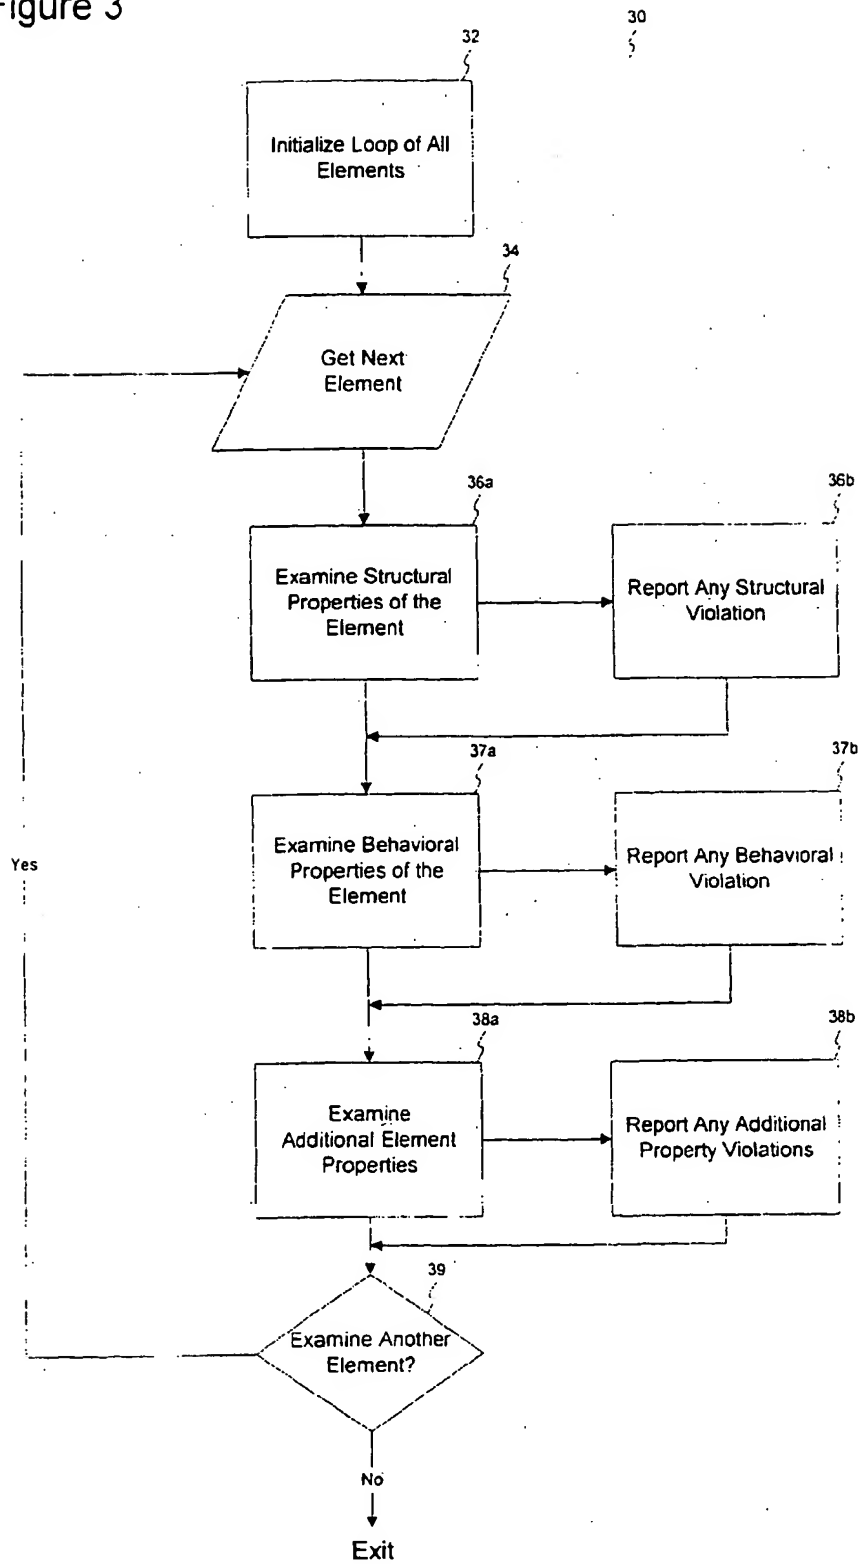 Figure 3
30
32
Initialize Loop of All
Elements
34
Get Next
Element
36a
36b
Examine Structural
Properties of the
Element
Report Any Structural
Violation
37a
37b
Examine Behavioral
Properties of the
Element
Report Any Behavioral
Violation
Yes
38a
38b
Examine
Additional Element
Properties
Report Any Additional
Property Violations
39
Examine Another
Element?
No
Exit